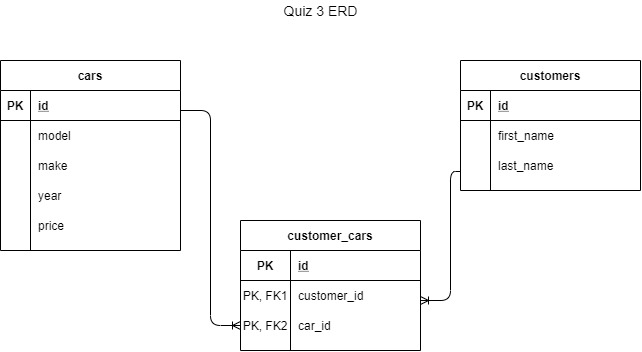 Quiz 3 ERD
cars
PK id
model
make
year
price
customers
PK id
first_name
last_name
customer_cars
PK id
PK, FK1 customer_id
PK, FK2 car_id